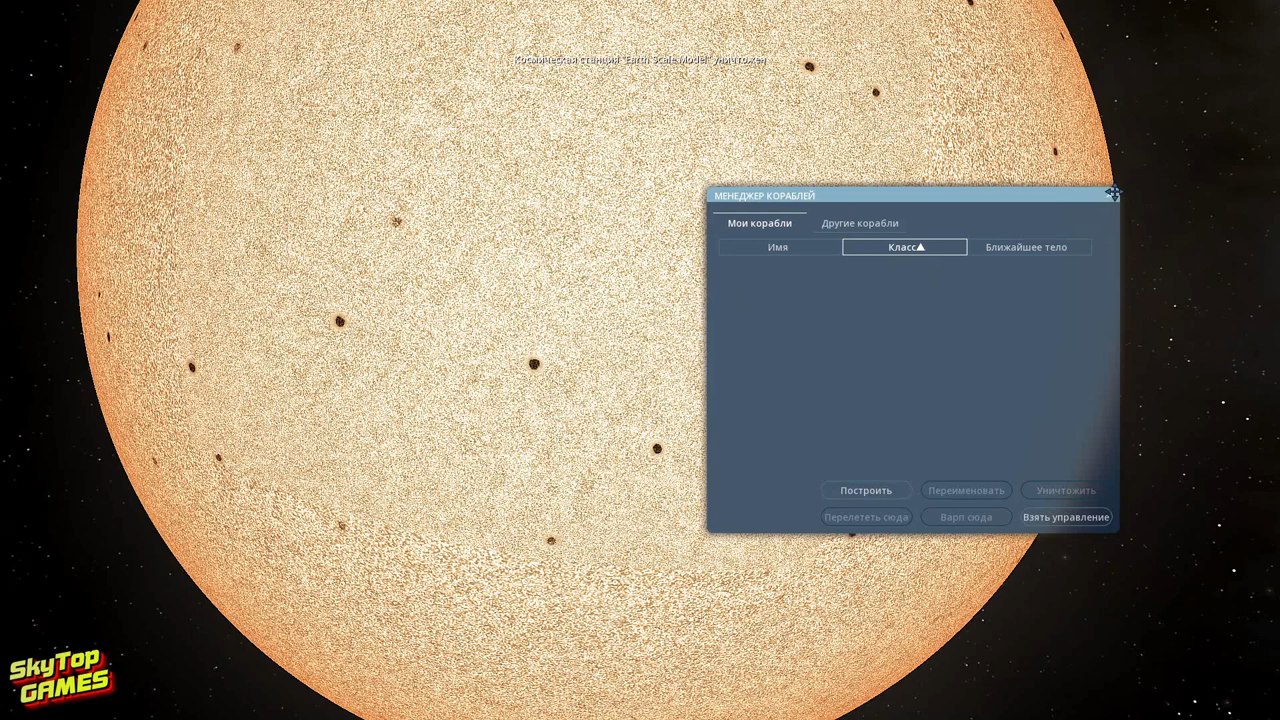 Космическая станция "Earth Scale Model" уничтожен
МЕНЕДЖЕР КОРАБЛЕЙ
Мои корабли Другие корабли
Имя Класс▲ Ближайшее тело
Построить Переименовать Уничтожить
Перелететь сюда Варп сюда Взять управление
SkyTop
GAMES